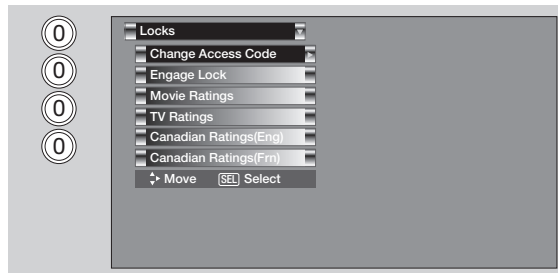 0
0
0
0
Locks
Change Access Code
Engage Lock
Movie Ratings
TV Ratings
Canadian Ratings(Eng)
Canadian Ratings(Frn)
Move SEL Select